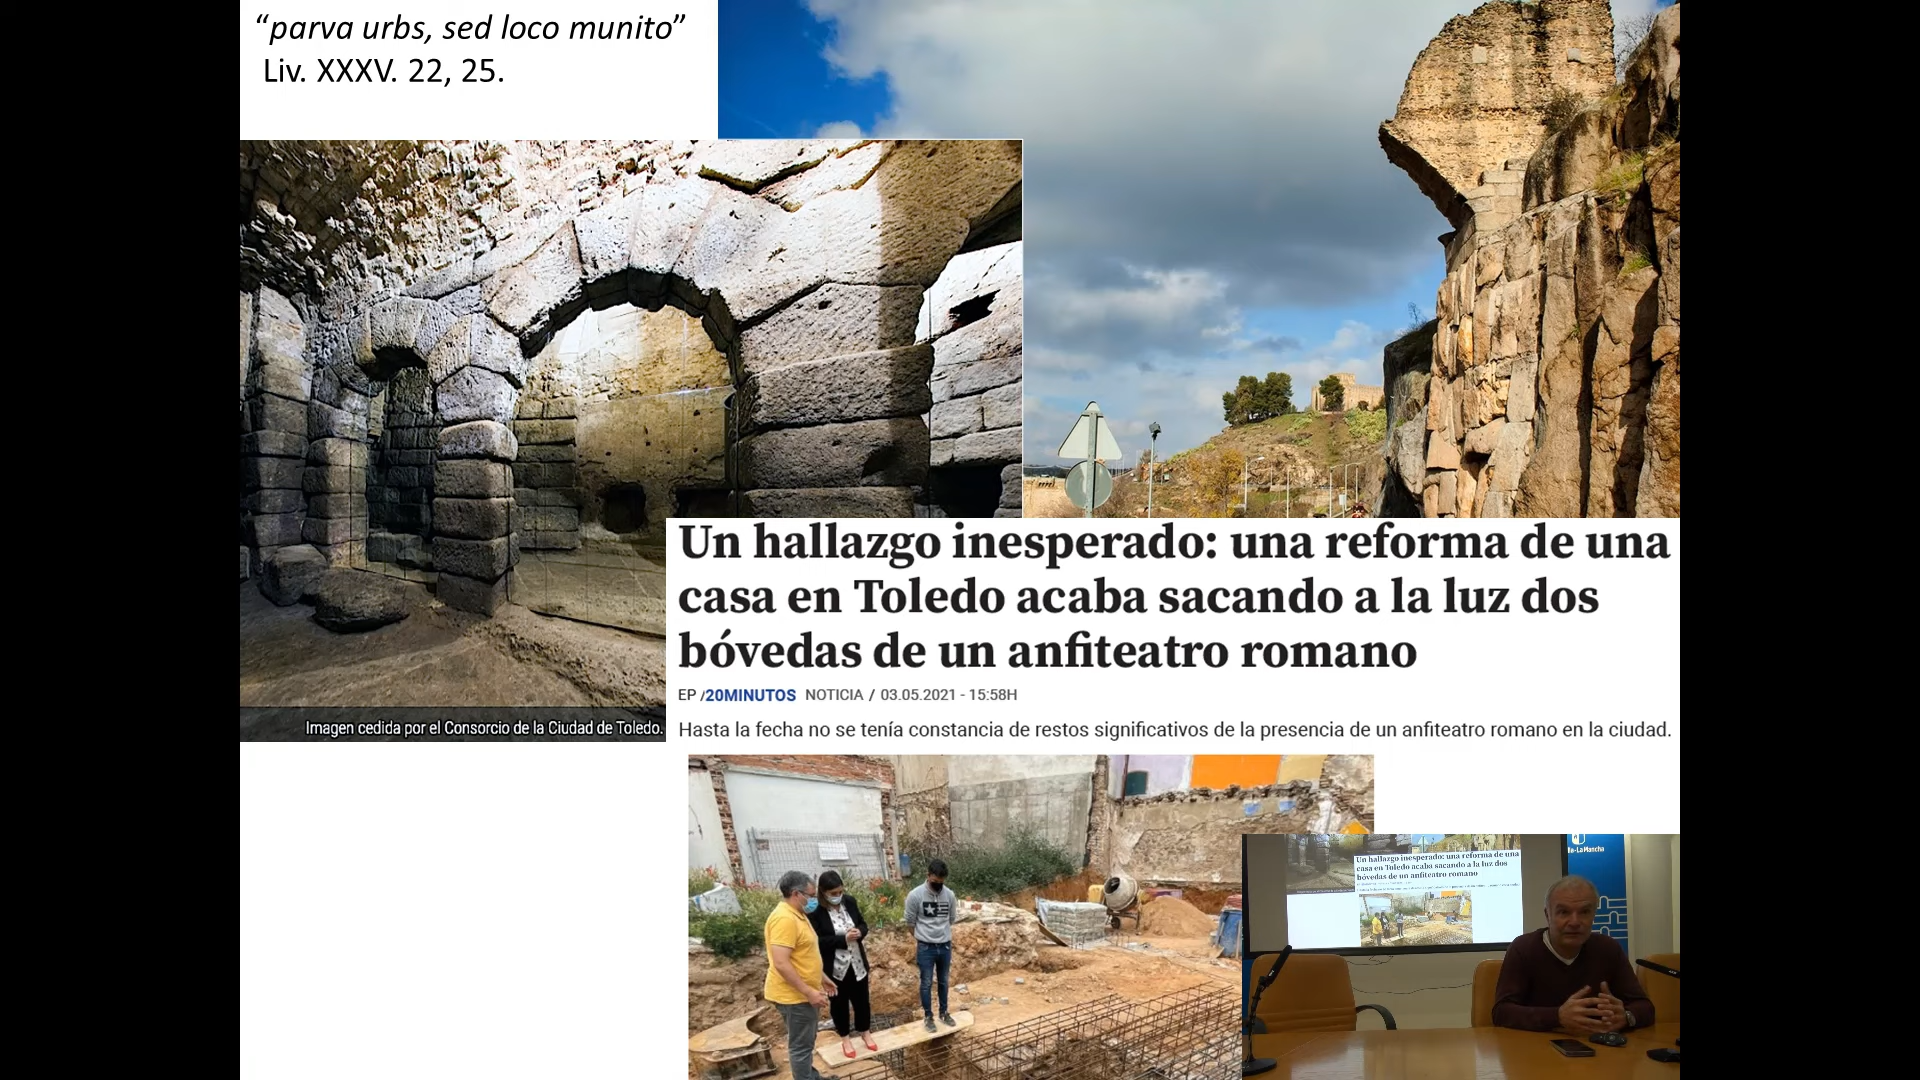 “parva urbs, sed loco munito”
Liv. XXXV. 22, 25.
Imagen cedida por el Consorcio de la Ciudad de Toledo.
Un hallazgo inesperado: una reforma de una
casa en Toledo acaba sacando a la luz dos
bóvedas de un anfiteatro romano
EP /20MINUTOS NOTICIA / 03.05.2021 - 15:58H
Hasta la fecha no se tenía constancia de restos significativos de la presencia de un anfiteatro romano en la ciudad.
Un hallazgo inesperado: una reforma de una
casa en Toledo acaba sacando a la luz dos
bóvedas de un anfiteatro romano
la-La Mancha